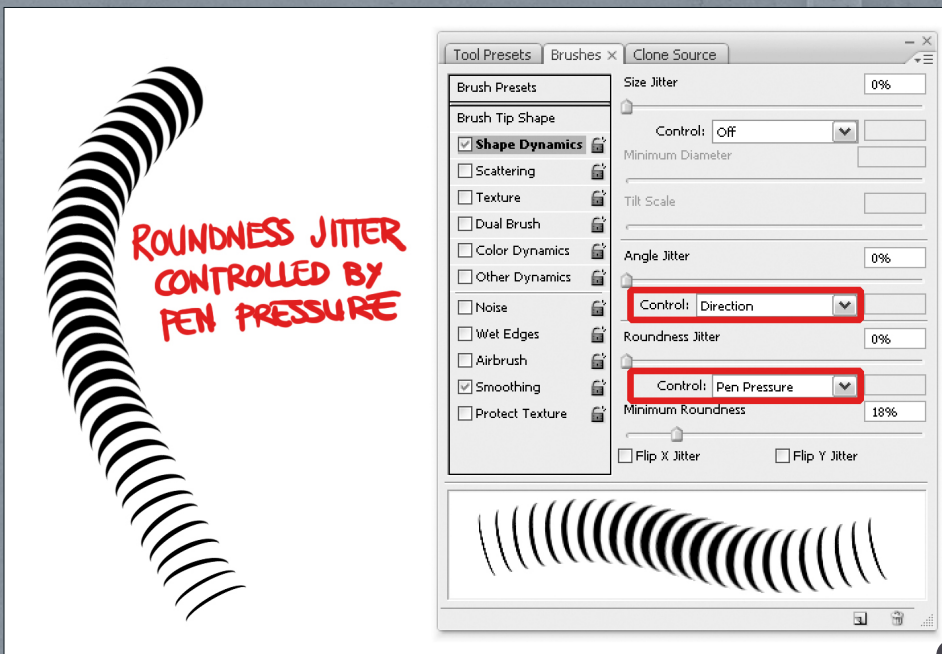 Tool Presets
Brushes ×
Clone Source
Brush Presets
Brush Tip Shape
Shape Dynamics
Scattering
Texture
Dual Brush
Color Dynamics
Other Dynamics
Noise
Wet Edges
Airbrush
Smoothing
Protect Texture
Size Jitter
0%
Control: Off
Minimum Diameter
Tilt Scale
Angle Jitter
0%
Control: Direction
Roundness Jitter
0%
Control: Pen Pressure
Minimum Roundness
18%
Flip X Jitter
Flip Y Jitter
ROUNDNESS JITTER
CONTROLLED BY
PEN PRESSURE